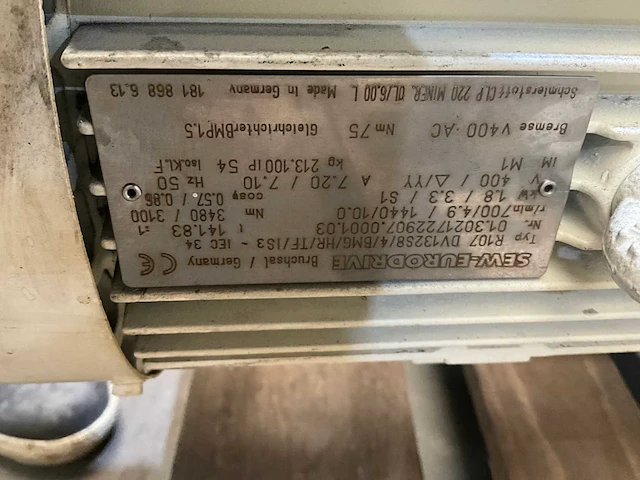 SEW-EURODRIVE Bruchsal / Germany CE
Typ R107 DV132S8/4/BMG/HR/TF/IS3 - IEC 34
Nr. 01.3021722907.0001.03 i 141.83 :1
r/min 700/4.9 / 1440/10.0 Nm 3480 / 3100
kW 1.8 / 3.3 / S1 cosφ 0.57 / 0.86
V 400 / Δ/YY A 7.20 / 7.10 Hz 50
IM M1 kg 213.100 IP 54 Iso.Kl.F
Bremse V 400 AC Nm 75 Gleichrichter BMP1.5
Schmierstoff CLP 220 MINER. ÖL/6.00 L Made in Germany 181 868 6.13